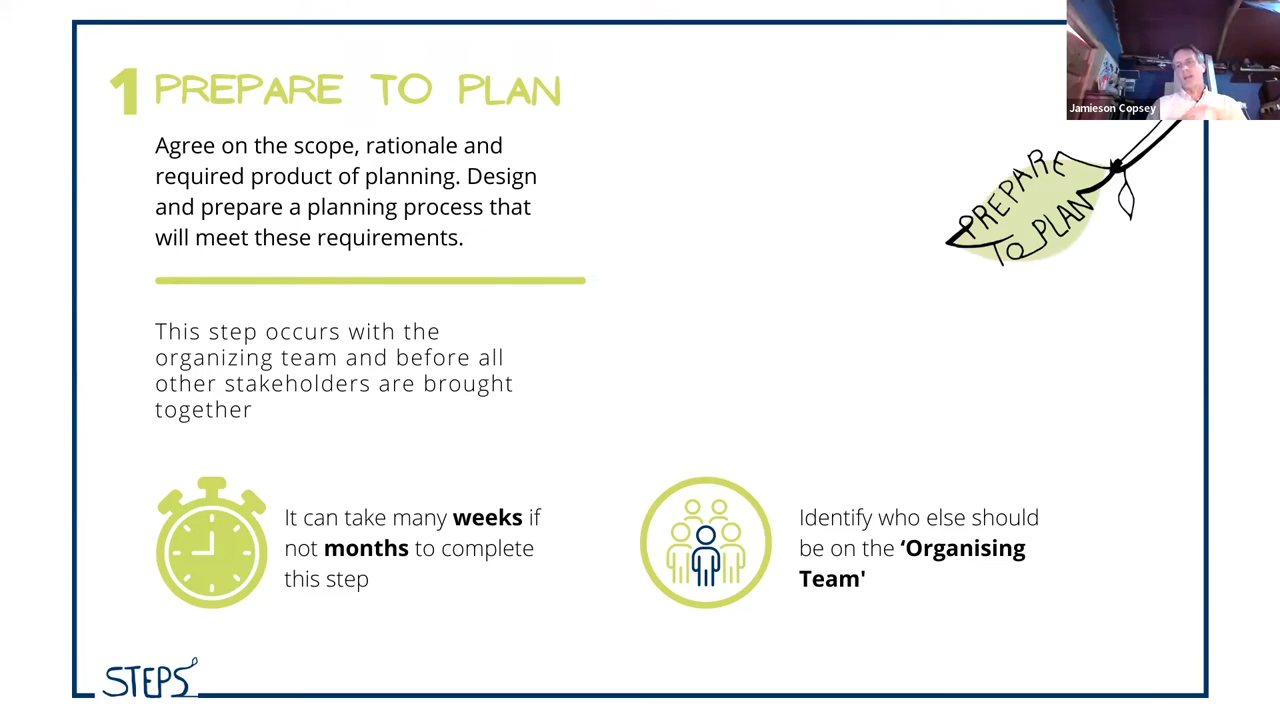 1 PREPARE TO PLAN
Agree on the scope, rationale and
required product of planning. Design
and prepare a planning process that
will meet these requirements.
This step occurs with the
organizing team and before all
other stakeholders are brought
together
It can take many weeks if
not months to complete
this step
Identify who else should
be on the ‘Organising
Team'
STEPS
Jamieson Copsey
PREPARE
TO PLAN